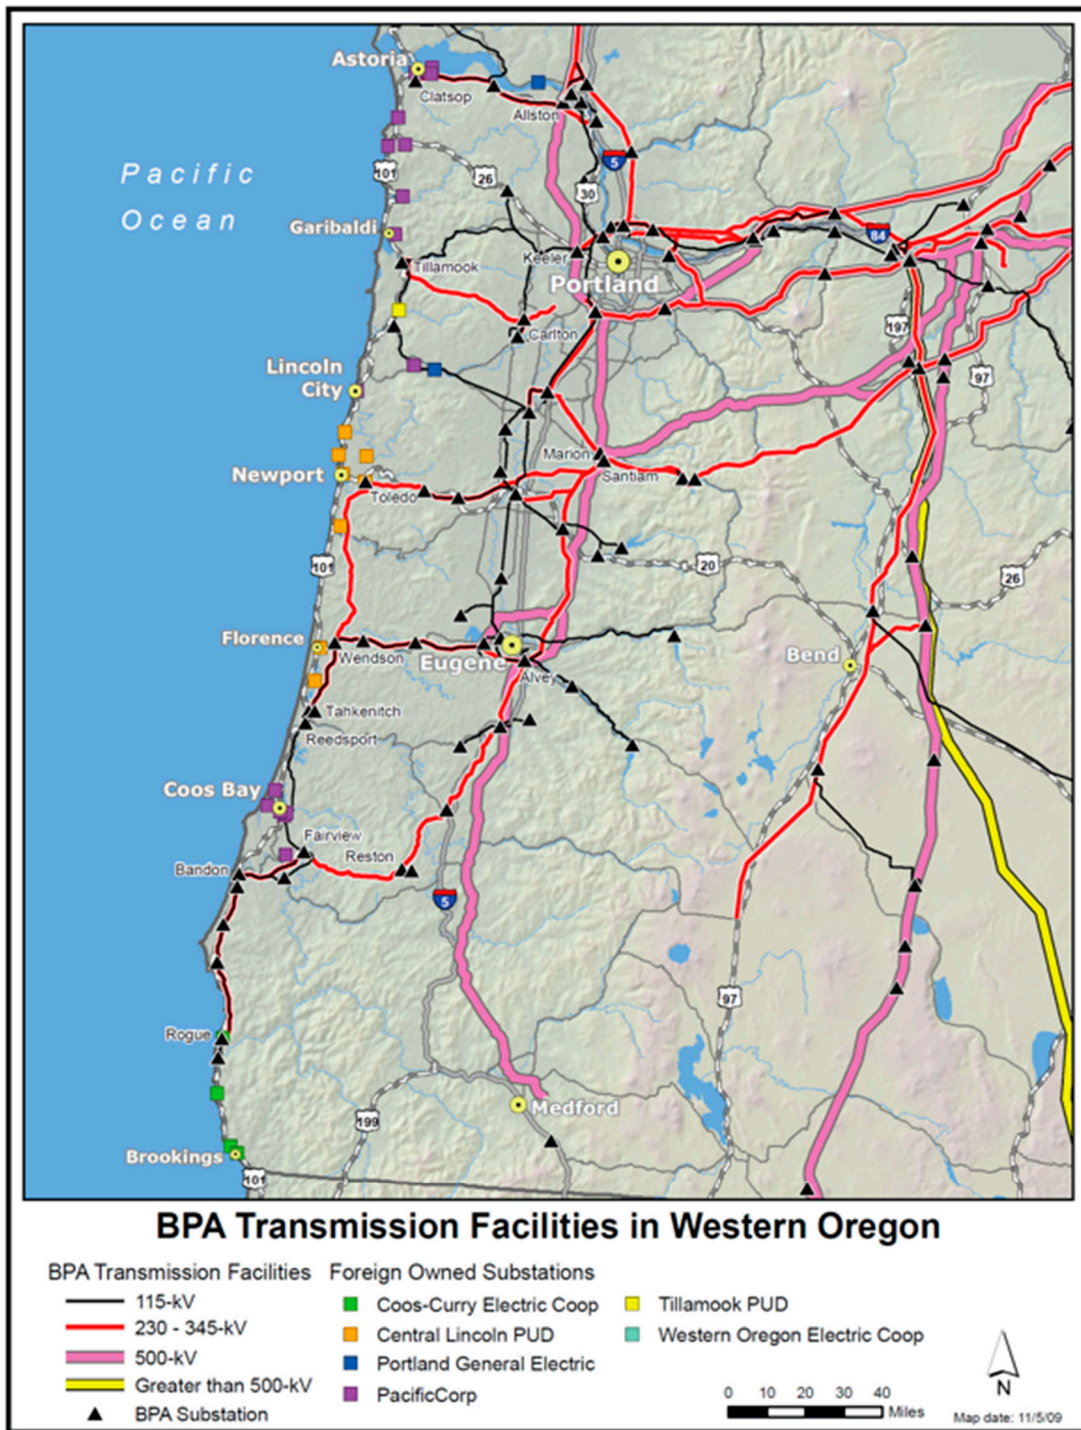 Astoria
Clatsop
Allston
5
Pacific
Ocean
101
26
30
Garibaldi
84
Keeler
Tillamook
Portland
197
Carlton
Lincoln
City
97
Marion
Newport
Santiam
Toledo
101
20
26
Florence
Wendson
Eugene
Bend
Alvey
Tahkenitch
Reedsport
Coos Bay
Fairview
Reston
Bandon
5
97
Rogue
Medford
199
Brookings
101
BPA Transmission Facilities in Western Oregon
BPA Transmission Facilities
Foreign Owned Substations
115-kV
230 - 345-kV
500-kV
Greater than 500-kV
BPA Substation
Coos-Curry Electric Coop
Central Lincoln PUD
Portland General Electric
PacificCorp
Tillamook PUD
Western Oregon Electric Coop
0 10 20 30 40
Miles
N
Map date: 11/5/09